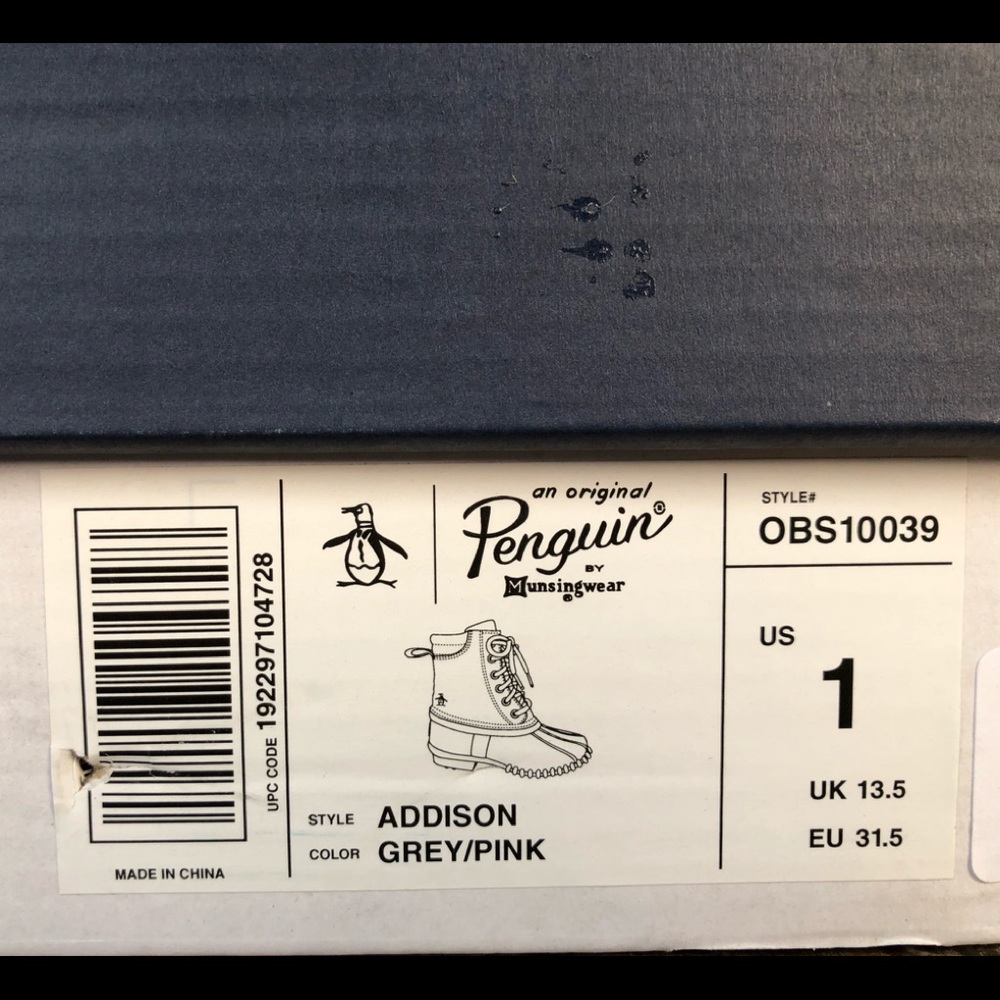 UPC CODE 192297104728
MADE IN CHINA
an original
Penguin®
BY
Munsingwear
®
STYLE ADDISON
COLOR GREY/PINK
STYLE#
OBS10039
US
1
UK 13.5
EU 31.5